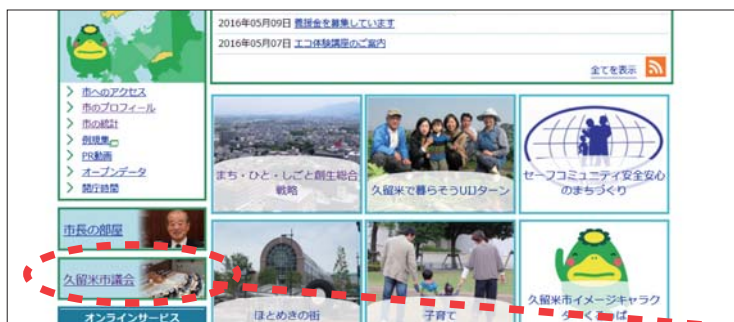 2016年05月09日 義援金を募集しています
2016年05月07日 エコ体験講座のご案内
全てを表示
市へのアクセス
市のプロフィール
市の統計
例規集
PR動画
オープンデータ
開庁時間
まち・ひと・しごと創生総合
戦略
久留米で暮らそうUIJターン
セーフコミュニティ安全安心
のまちづくり
市長の部屋
久留米市議会
オンラインサービス
ほとめきの街
子育て
久留米市イメージキャラク